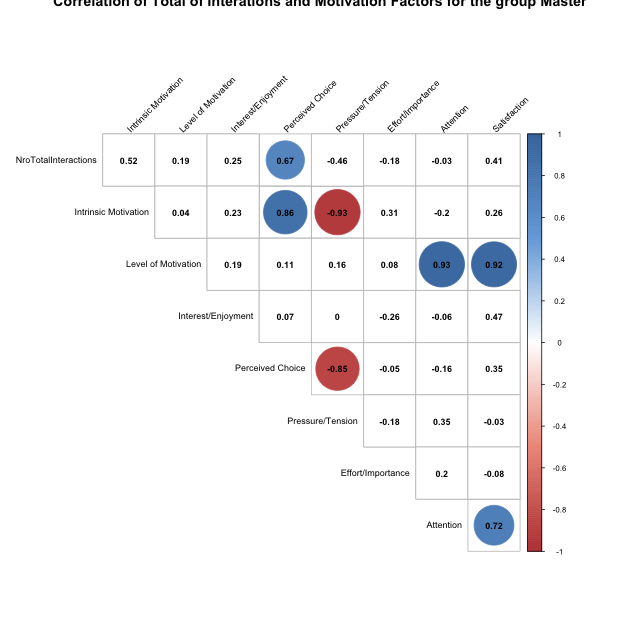 Correlation of Total of Interations and Motivation Factors for the group Master
Intrinsic Motivation
Level of Motivation
Interest/Enjoyment
Perceived Choice
Pressure/Tension
Effort/Importance
Attention
Satisfaction
NroTotalInteractions 0.52 0.19 0.25 0.67 -0.46 -0.18 -0.03 0.41
Intrinsic Motivation 0.04 0.23 0.86 -0.93 0.31 -0.2 0.26
Level of Motivation 0.19 0.11 0.16 0.08 0.93 0.92
Interest/Enjoyment 0.07 0 -0.26 -0.06 0.47
Perceived Choice -0.85 -0.05 -0.16 0.35
Pressure/Tension -0.18 0.35 -0.03
Effort/Importance 0.2 -0.08
Attention 0.72
1
0.8
0.6
0.4
0.2
0
-0.2
-0.4
-0.6
-0.8
-1